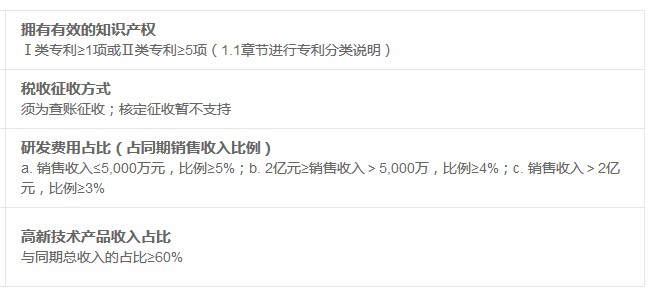 拥有有效的知识产权
Ⅰ类专利≥1项或Ⅱ类专利≥5项（1.1章节进行专利分类说明）
税收征收方式
须为查账征收；核定征收暂不支持
研发费用占比（占同期销售收入比例）
a. 销售收入≤5,000万元，比例≥5%；b. 2亿元≥销售收入＞5,000万，比例≥4%；c. 销售收入＞2亿
元，比例≥3%
高新技术产品收入占比
与同期总收入的占比≥60%